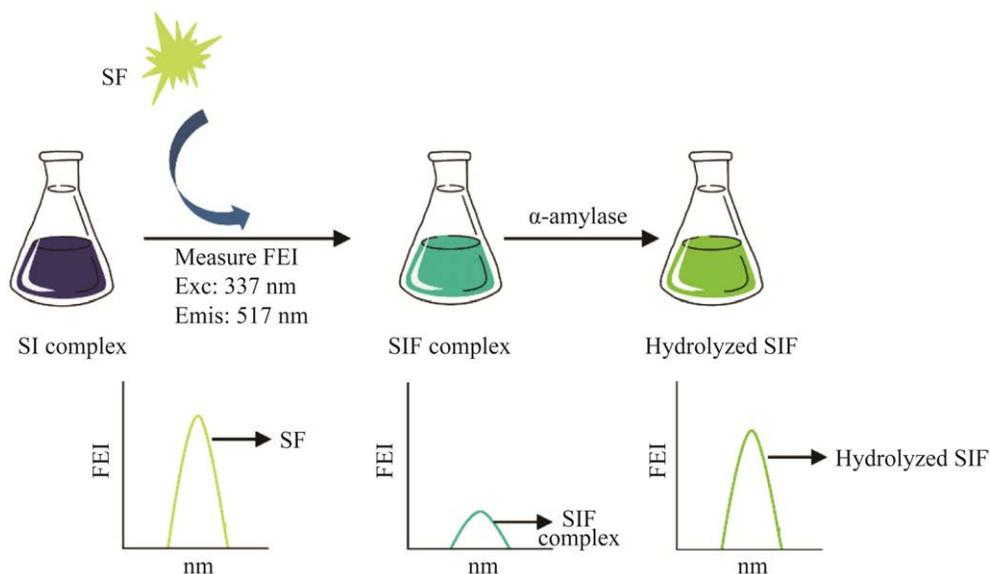 SF
α-amylase
Measure FEI
Exc: 337 nm
Emis: 517 nm
SI complex
SIF complex
Hydrolyzed SIF
FEI
SF
nm
FEI
SIF
complex
nm
FEI
Hydrolyzed SIF
nm